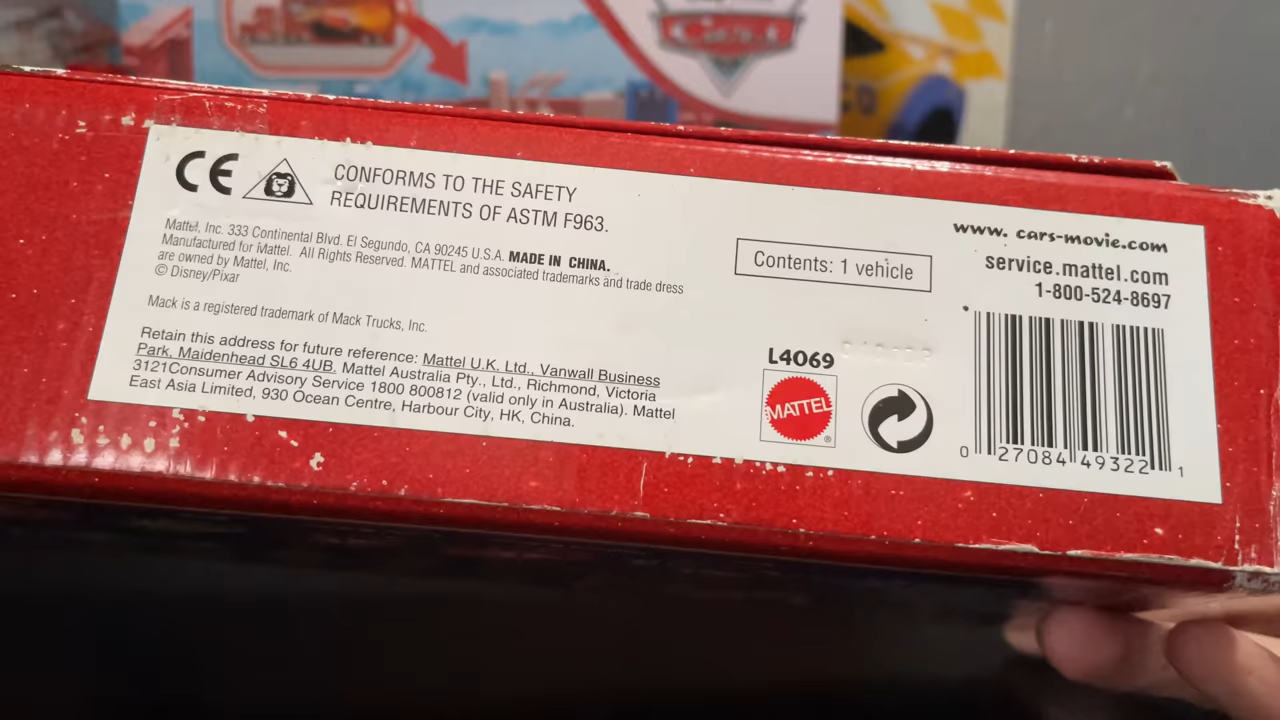 Cars
CE
CONFORMS TO THE SAFETY
REQUIREMENTS OF ASTM F963.
Mattel, Inc. 333 Continental Blvd. El Segundo, CA 90245 U.S.A. MADE IN CHINA.
Manufactured for Mattel. All Rights Reserved. MATTEL and associated trademarks and trade dress
are owned by Mattel, Inc.
© Disney/Pixar
Mack is a registered trademark of Mack Trucks, Inc.
Retain this address for future reference: Mattel U.K. Ltd., Vanwall Business
Park, Maidenhead SL6 4UB. Mattel Australia Pty., Ltd., Richmond, Victoria
3121Consumer Advisory Service 1800 800812 (valid only in Australia). Mattel
East Asia Limited, 930 Ocean Centre, Harbour City, HK, China.
Contents: 1 vehicle
L4069
MATTEL
®
www. cars-movie.com
service.mattel.com
1-800-524-8697
0 27084 49322 1